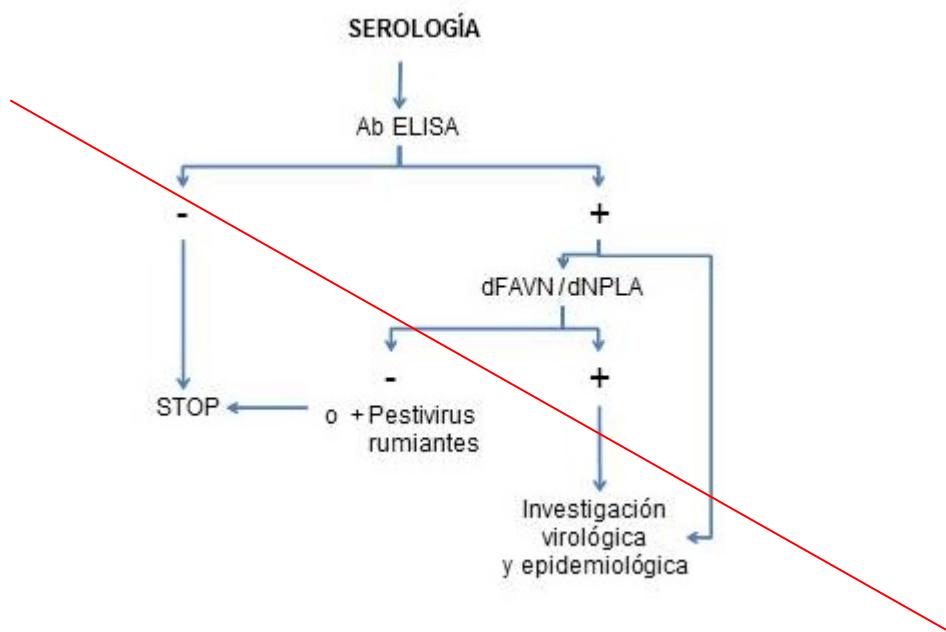 SEROLOGÍA
Ab ELISA
-
+
dFAVN/dNPLA
-
+
STOP
o + Pestivirus
rumiantes
Investigación
virológica
y epidemiológica